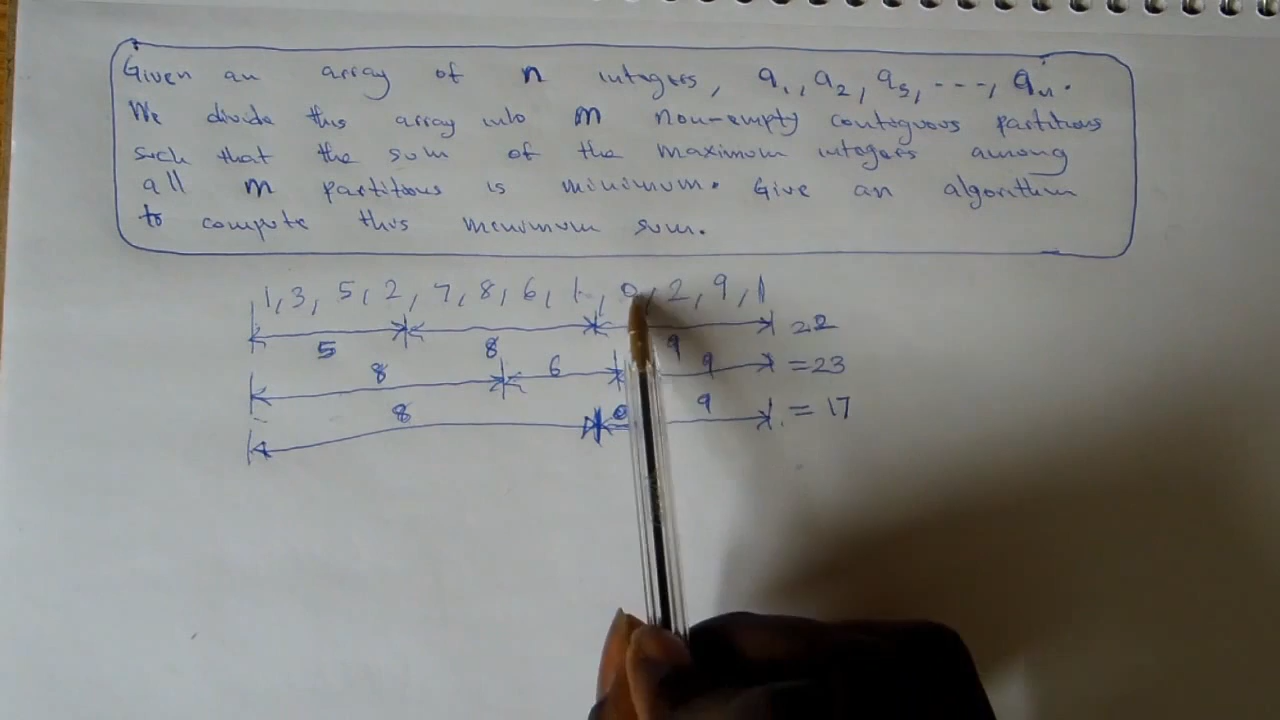 Given an array of n integers, a1, a2, a3, ---, an.
We divide this array into m non-empty contiguous partitions
such that the sum of the maximum integers among
all m partitions is minimum. Give an algorithm
to compute this minimum sum.
1, 3, 5, 2, 7, 8, 6, 1, 0, 2, 9, 1
5 8 9 22
8 6 9 =23
8 0 9 = 17